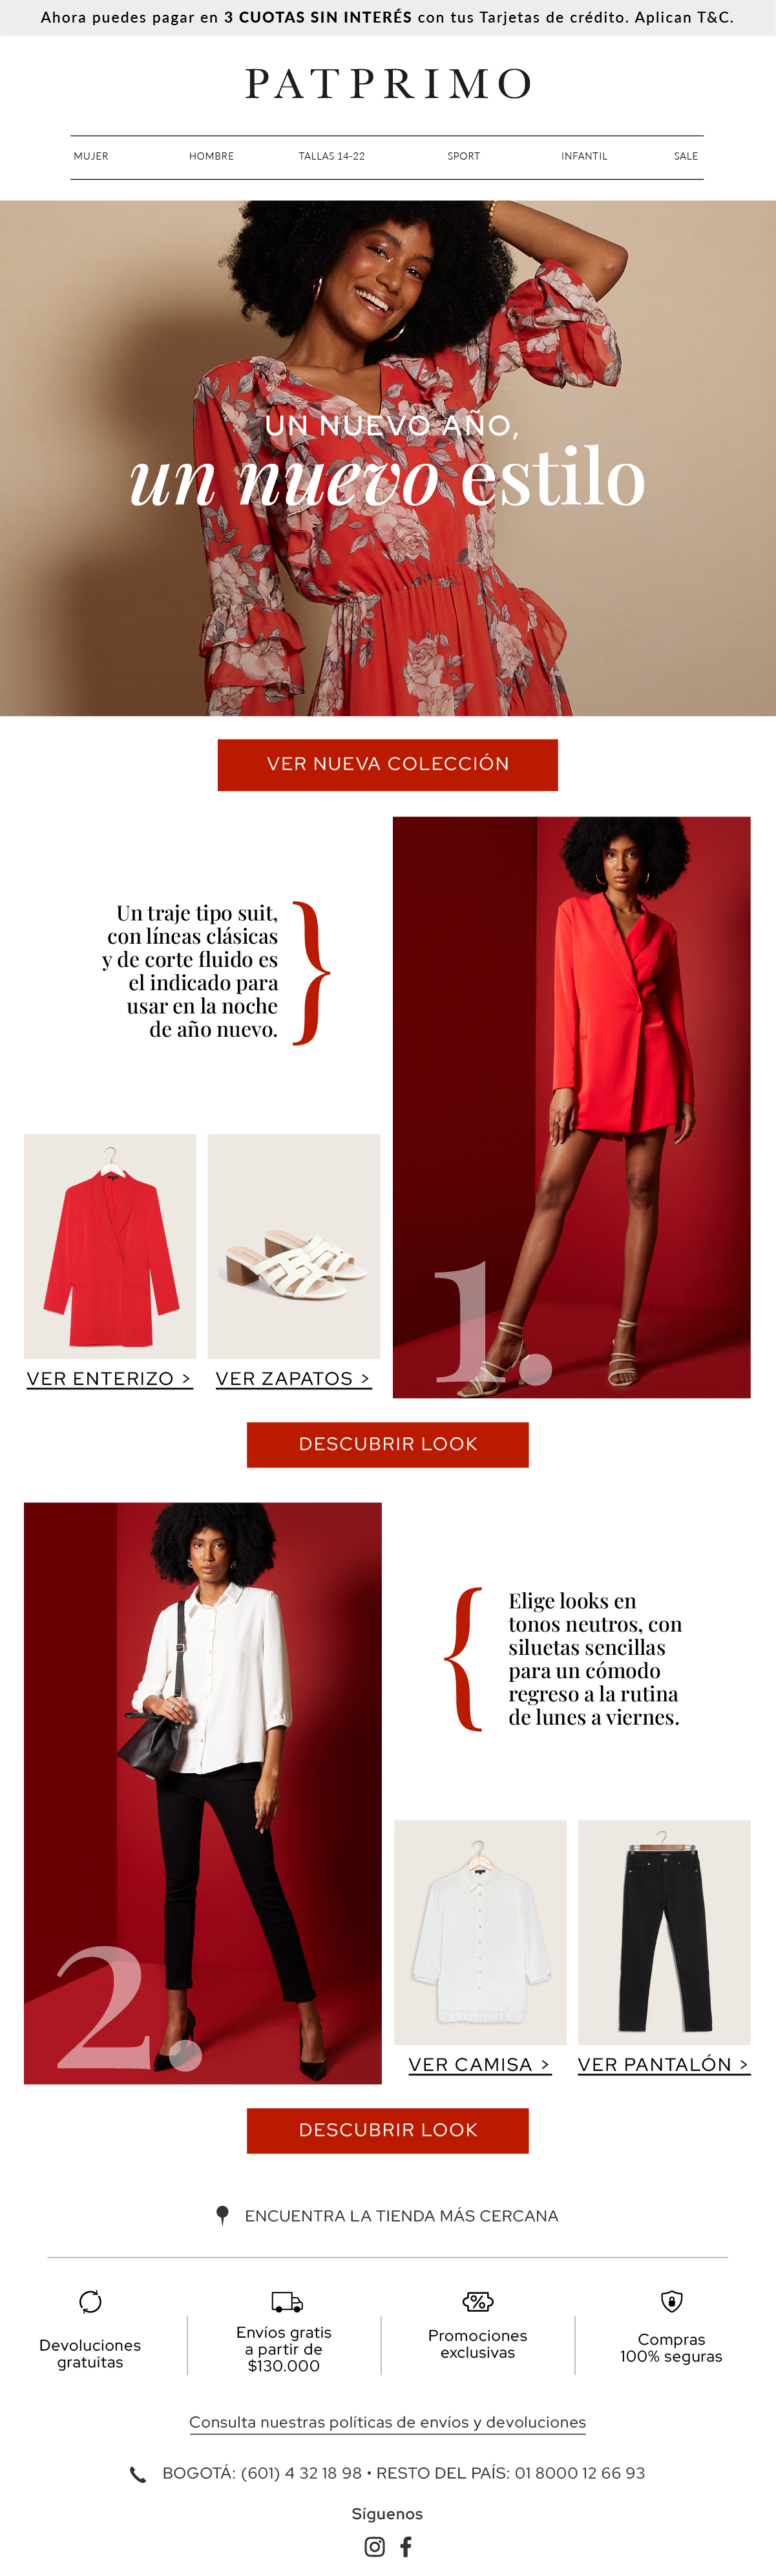 Ahora puedes pagar en 3 CUOTAS SIN INTERÉS con tus Tarjetas de crédito. Aplican T&C.
PATPRIMO
MUJER HOMBRE TALLAS 14-22 SPORT INFANTIL SALE
UN NUEVO AÑO,
un nuevo estilo
VER NUEVA COLECCIÓN
Un traje tipo suit,
con líneas clásicas
y de corte fluido es
el indicado para
usar en la noche
de año nuevo.
}
1.
VER ENTERIZO >
VER ZAPATOS >
DESCUBRIR LOOK
2.
{
Elige looks en
tonos neutros, con
siluetas sencillas
para un cómodo
regreso a la rutina
de lunes a viernes.
VER CAMISA >
VER PANTALÓN >
DESCUBRIR LOOK
ENCUENTRA LA TIENDA MÁS CERCANA
Devoluciones
gratuitas
Envíos gratis
a partir de
$130.000
Promociones
exclusivas
Compras
100% seguras
Consulta nuestras políticas de envíos y devoluciones
BOGOTÁ: (601) 4 32 18 98 • RESTO DEL PAÍS: 01 8000 12 66 93
Síguenos